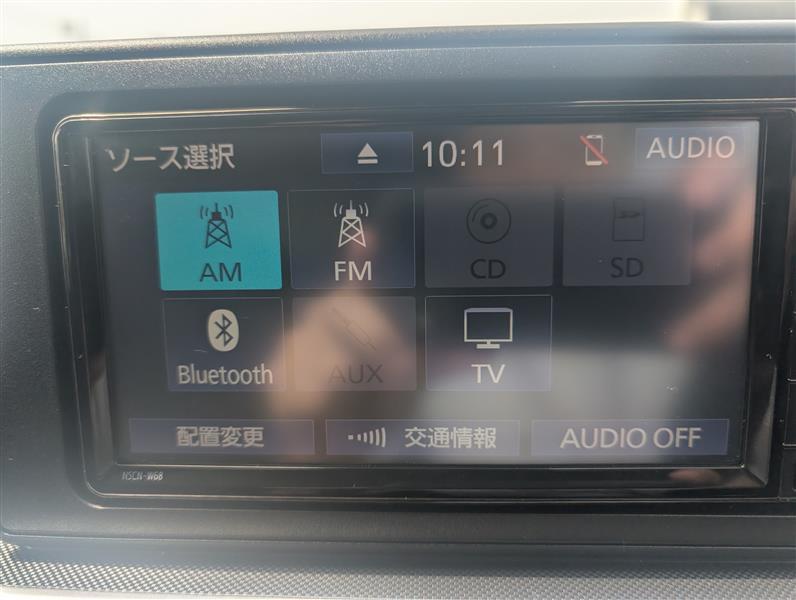 ソース選択 10:11 AUDIO
AM FM CD SD
Bluetooth AUX TV
配置変更 交通情報 AUDIO OFF
NSCN-W68